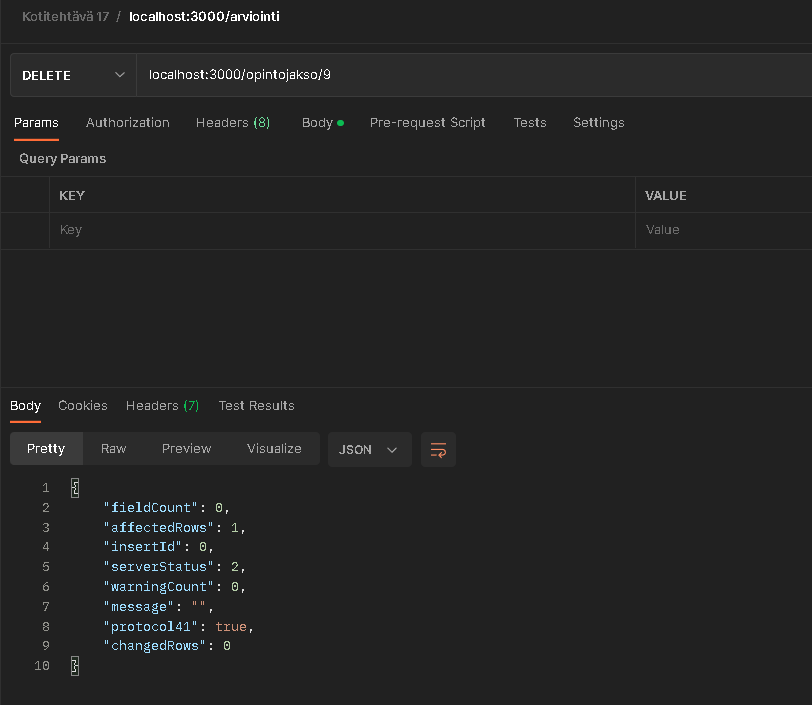 Kotitehtävä 17 / localhost:3000/arviointi
DELETE localhost:3000/opintojakso/9
Params Authorization Headers (8) Body Pre-request Script Tests Settings
Query Params
KEY VALUE
Key Value
Body Cookies Headers (7) Test Results
Pretty Raw Preview Visualize JSON
1 {
2 "fieldCount": 0,
3 "affectedRows": 1,
4 "insertId": 0,
5 "serverStatus": 2,
6 "warningCount": 0,
7 "message": "",
8 "protocol41": true,
9 "changedRows": 0
10 }